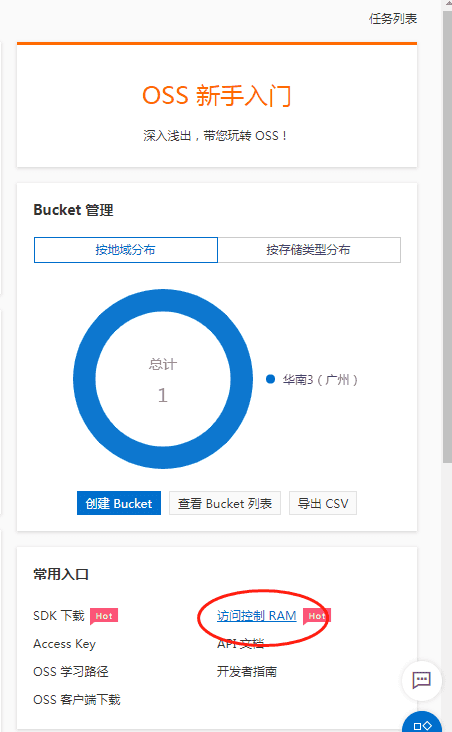 任务列表
OSS 新手入门
深入浅出，带您玩转 OSS！
Bucket 管理
按地域分布 按存储类型分布
总计
1
华南3（广州）
创建 Bucket 查看 Bucket 列表 导出 CSV
常用入口
SDK 下载 Hot 访问控制 RAM Hot
Access Key API 文档
OSS 学习路径 开发者指南
OSS 客户端下载